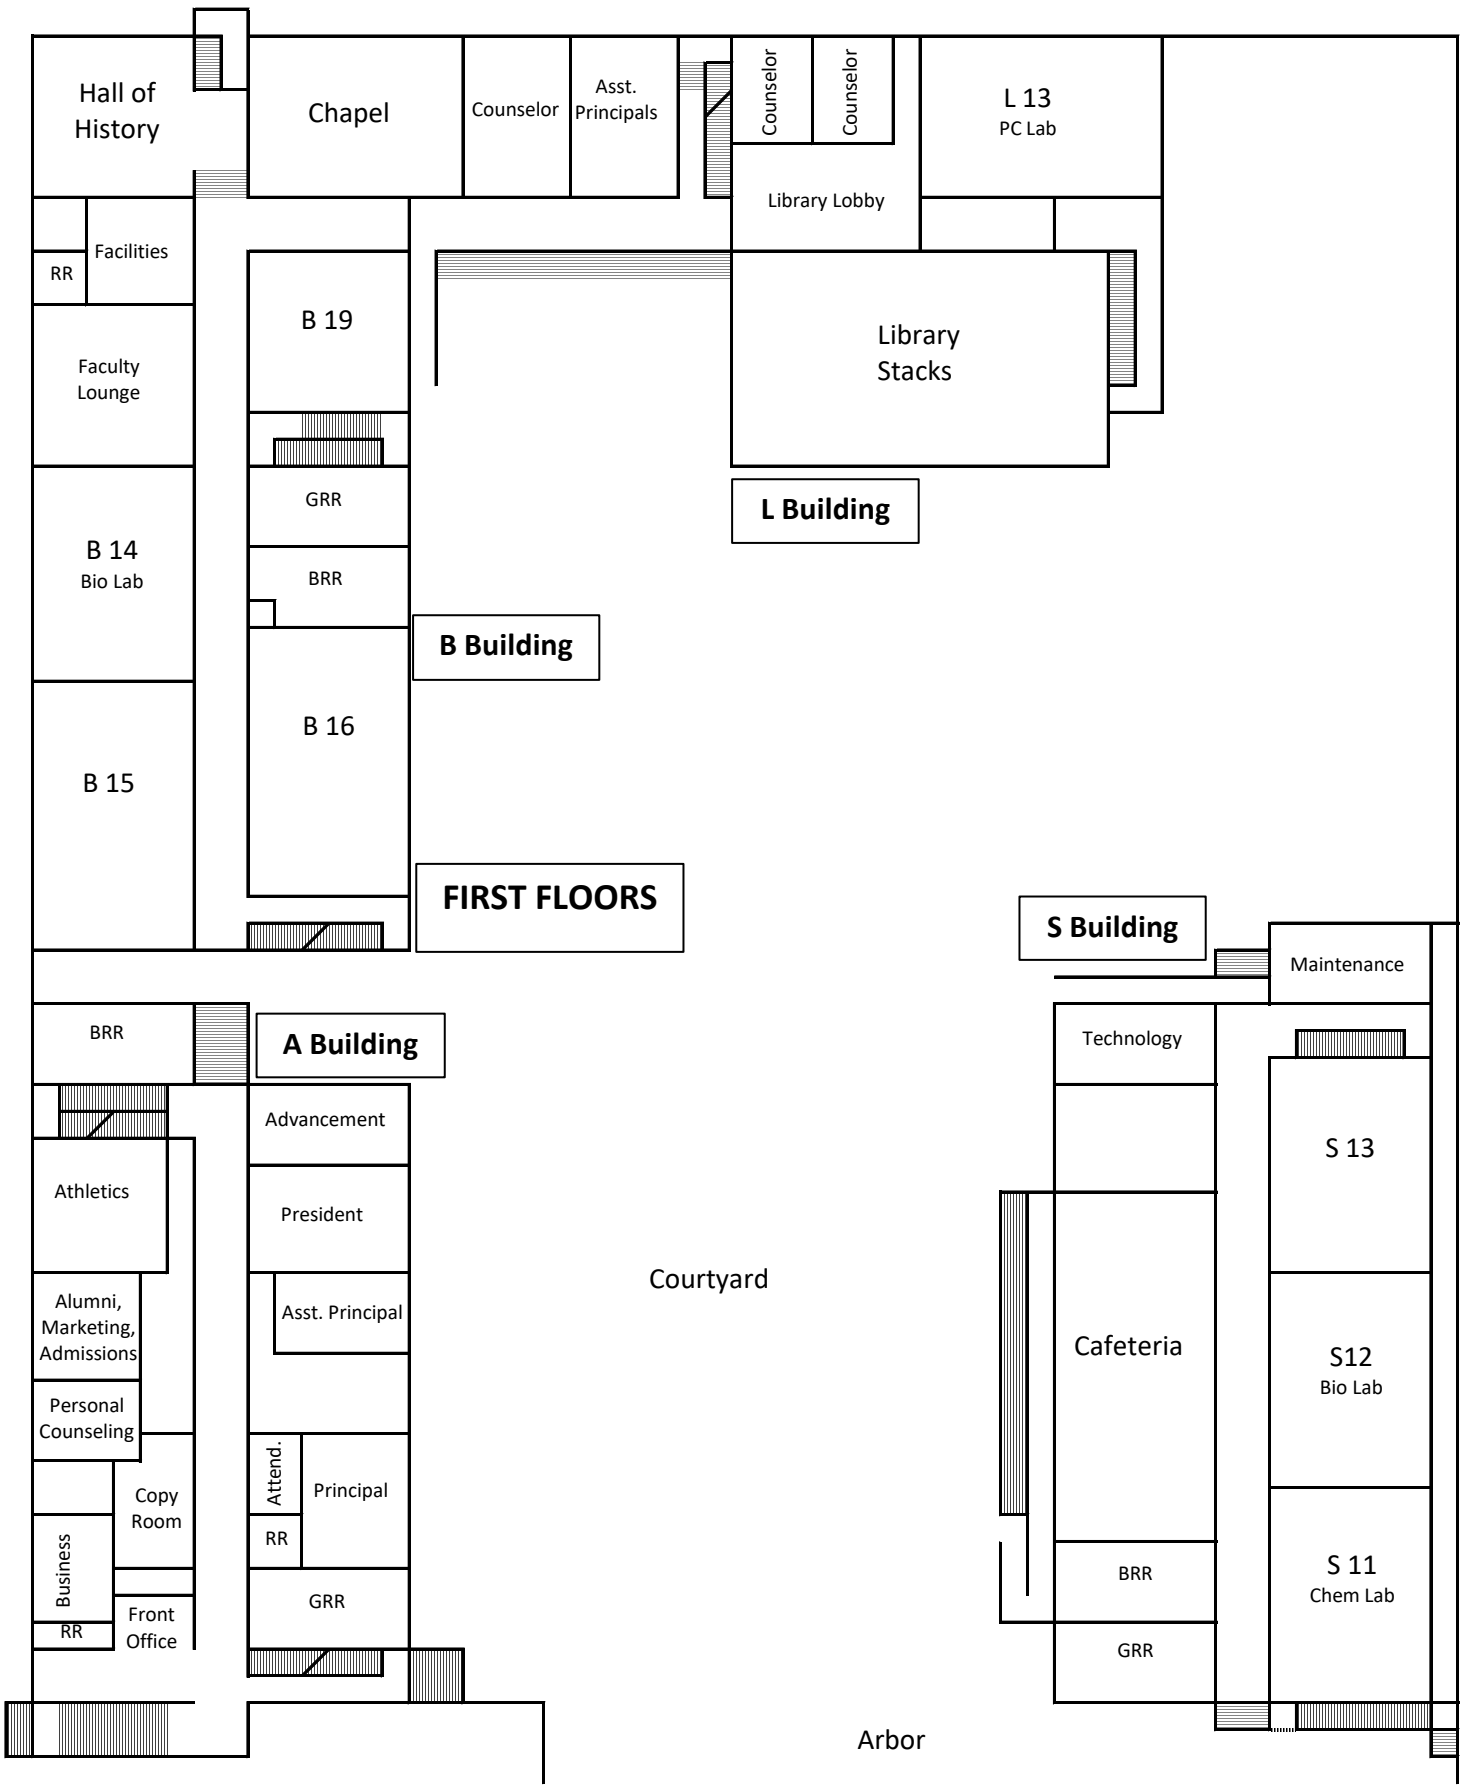 Hall of
History
Chapel
Counselor
Asst.
Principals
Counselor
Counselor
L 13
PC Lab
Library Lobby
Facilities
RR
B 19
Library
Stacks
Faculty
Lounge
GRR
L Building
B 14
Bio Lab
BRR
B Building
B 16
B 15
FIRST FLOORS
S Building
Maintenance
BRR
A Building
Technology
Advancement
S 13
Athletics
President
Courtyard
Alumni,
Marketing,
Admissions
Asst. Principal
Cafeteria
S12
Bio Lab
Personal
Counseling
Attend.
Principal
Copy
Room
RR
Business
BRR
S 11
Chem Lab
GRR
Front
Office
RR
GRR
Arbor